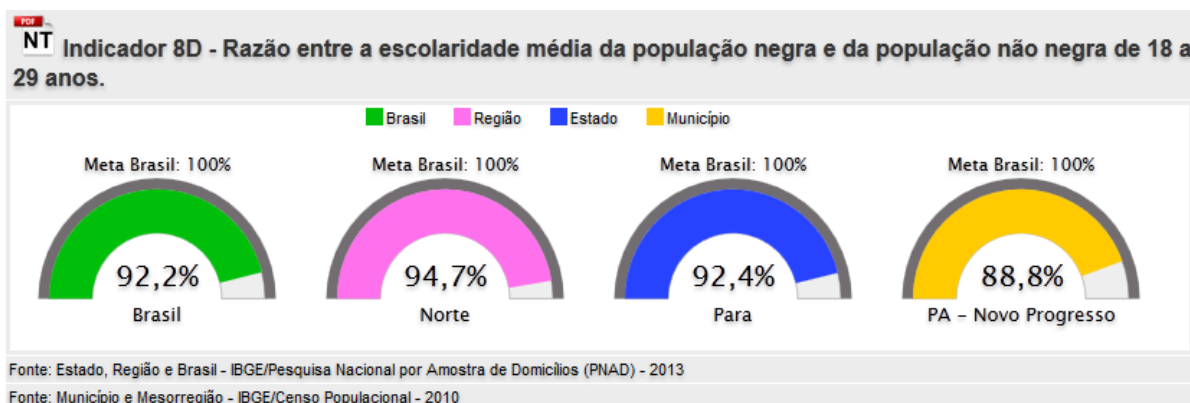 PDF
NT Indicador 8D - Razão entre a escolaridade média da população negra e da população não negra de 18 a
29 anos.
Brasil Região Estado Município
Meta Brasil: 100% Meta Brasil: 100% Meta Brasil: 100% Meta Brasil: 100%
92,2% 94,7% 92,4% 88,8%
Brasil Norte Para PA – Novo Progresso
Fonte: Estado, Região e Brasil - IBGE/Pesquisa Nacional por Amostra de Domicílios (PNAD) - 2013
Fonte: Município e Mesorregião - IBGE/Censo Populacional - 2010